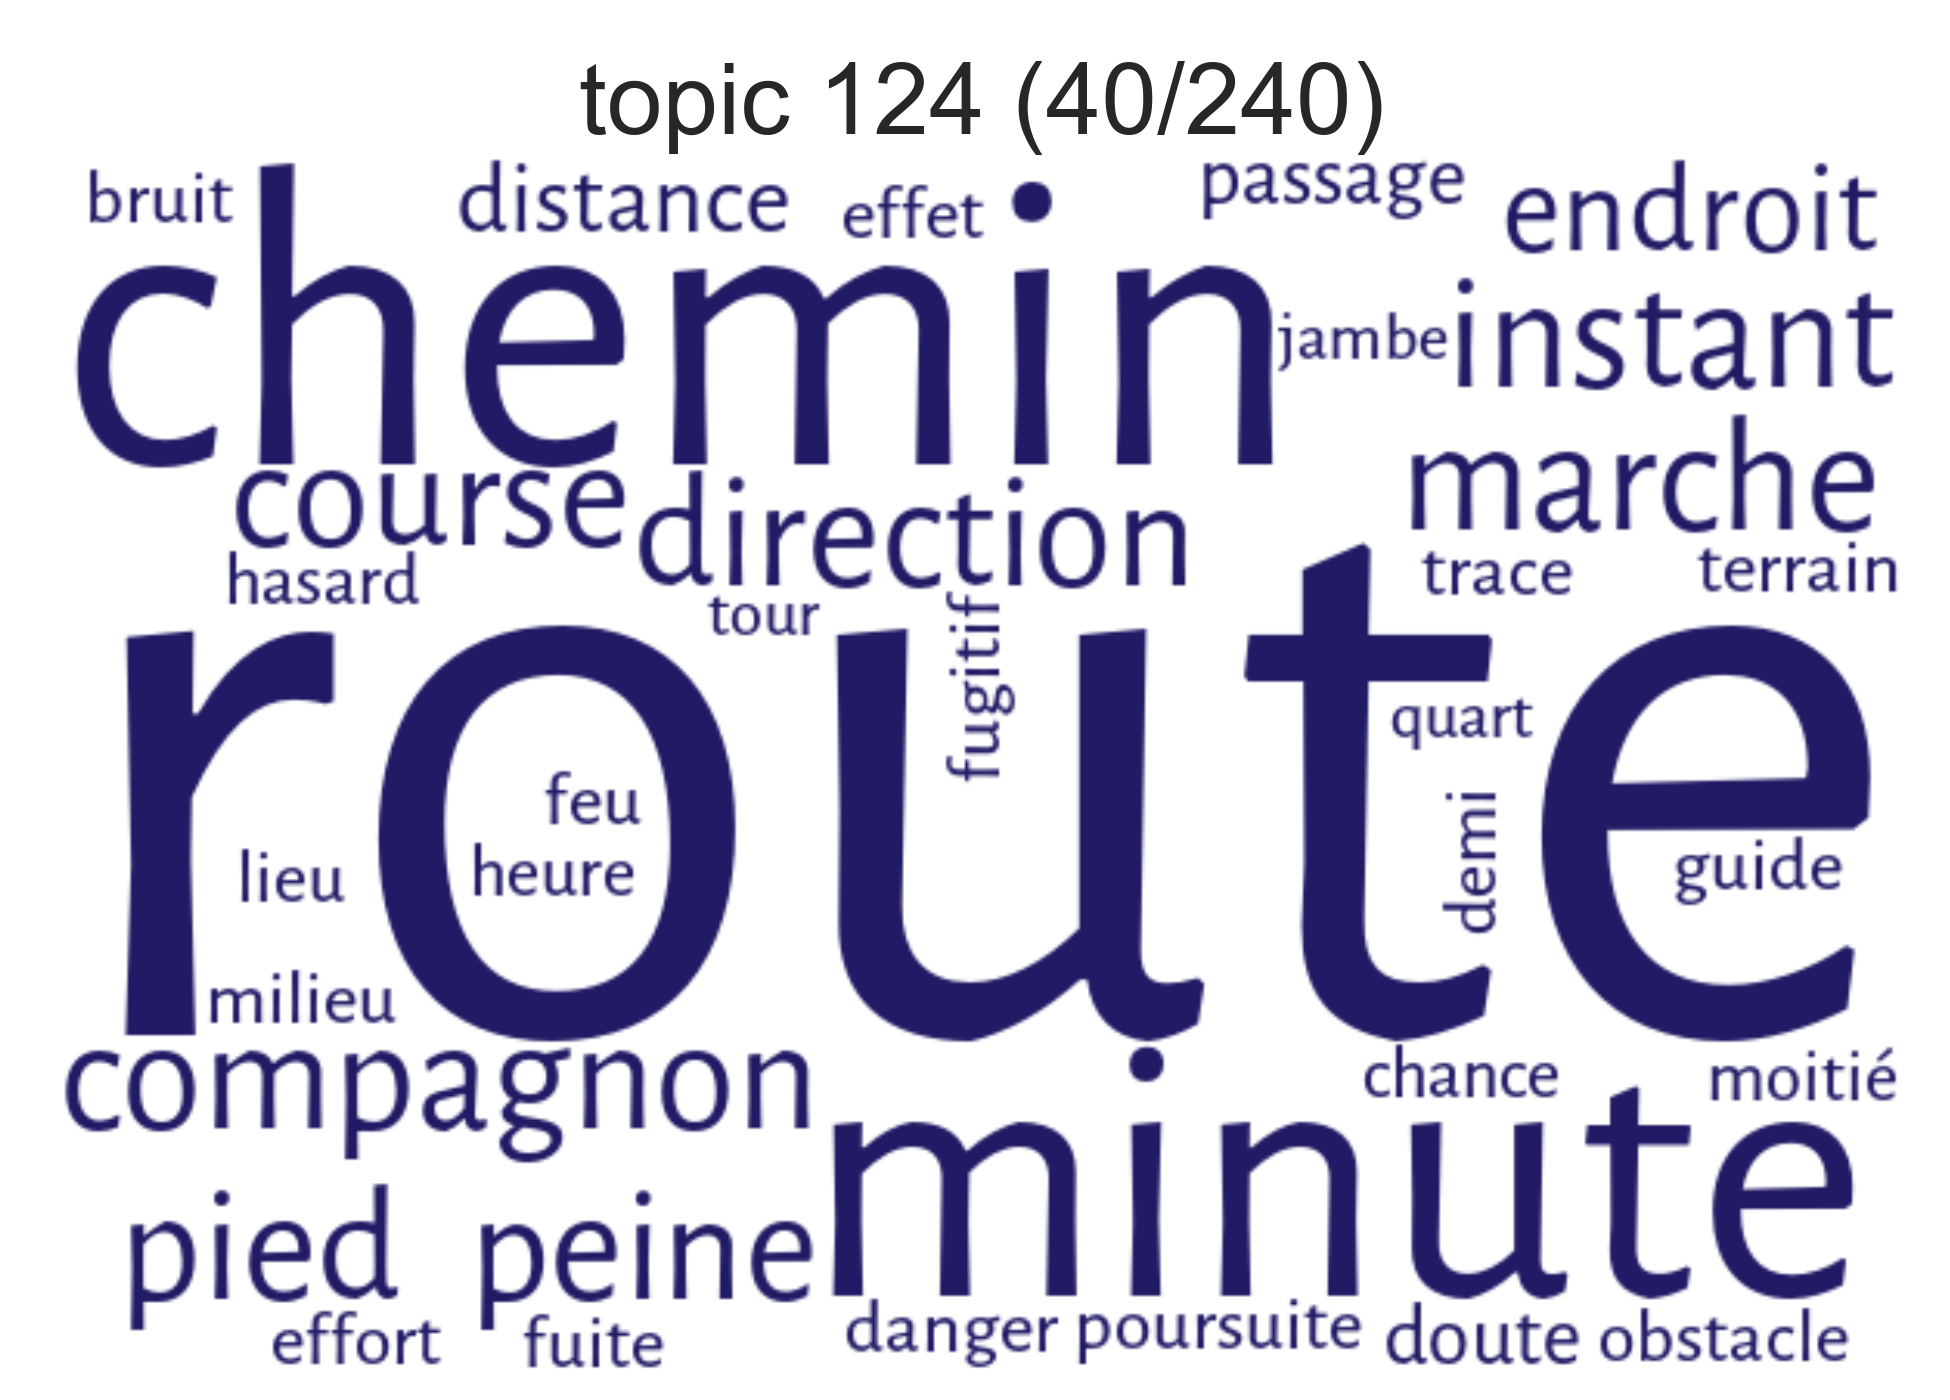 topic 124 (40/240)
bruit distance effet passage endroit
chemin jambe instant
course direction marche
hasard tour fugitif trace terrain
route
quart
feu demi
lieu heure guide
milieu
compagnon chance moitié
pied peine minute
effort fuite danger poursuite doute obstacle